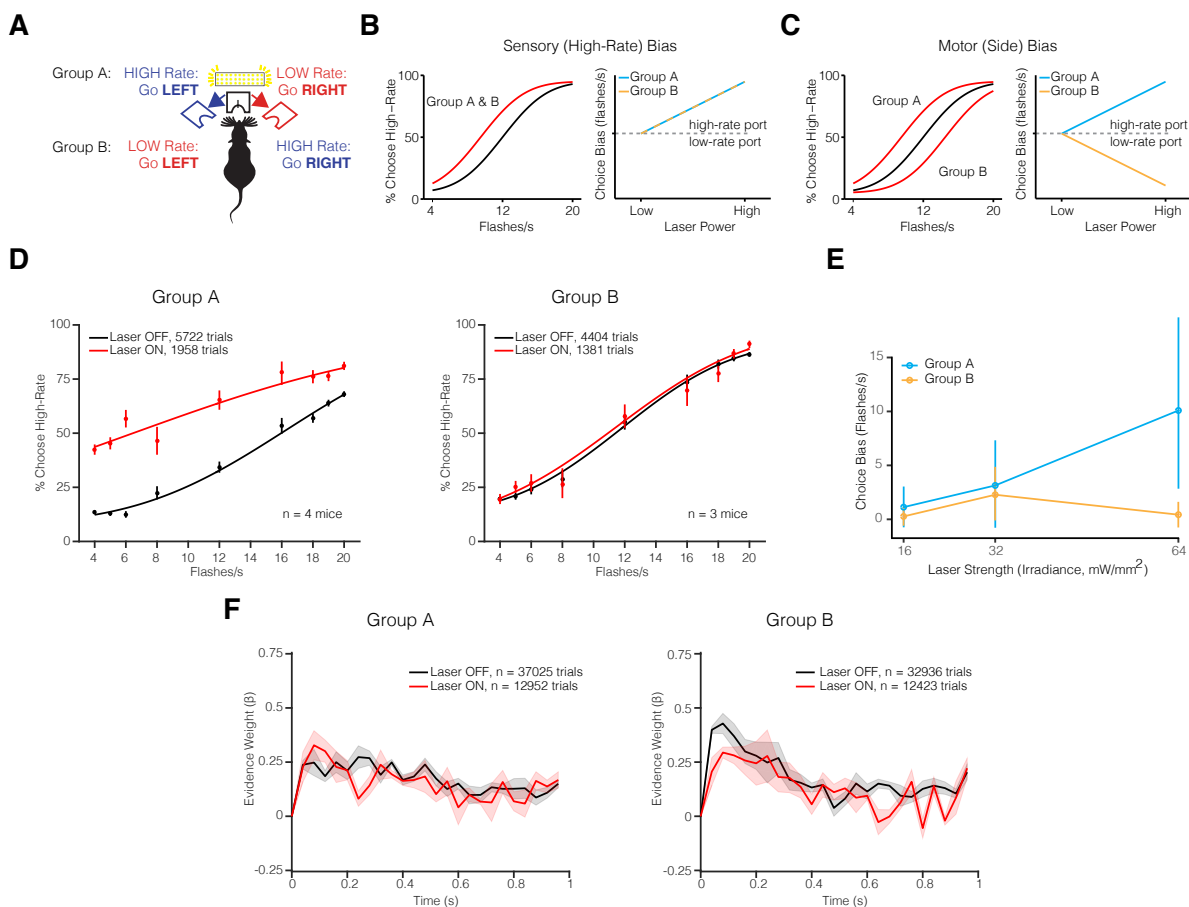 A
Group A:
HIGH Rate:
Go LEFT
LOW Rate:
Go RIGHT
Group B:
LOW Rate:
Go LEFT
HIGH Rate:
Go RIGHT
B
Sensory (High-Rate) Bias
% Choose High–Rate
100
50
0
Group A & B
4
12
20
Flashes/s
Choice Bias (flashes/s)
Group A
Group B
high-rate port
low-rate port
Low
High
Laser Power
C
Motor (Side) Bias
% Choose High–Rate
100
50
0
Group A
Group B
4
12
20
Flashes/s
Choice Bias (flashes/s)
Group A
Group B
high-rate port
low-rate port
Low
High
Laser Power
D
Group A
% Choose High-Rate
100
75
50
25
0
Laser OFF, 5722 trials
Laser ON, 1958 trials
n = 4 mice
4 6 8 10 12 14 16 18 20
Flashes/s
Group B
% Choose High-Rate
100
75
50
25
0
Laser OFF, 4404 trials
Laser ON, 1381 trials
n = 3 mice
4 6 8 10 12 14 16 18 20
Flashes/s
E
Choice Bias (Flashes/s)
15
10
5
0
Group A
Group B
16
32
64
Laser Strength (Irradiance, mW/mm2)
F
Group A
Evidence Weight (β)
0.75
0.5
0.25
0
-0.25
Laser OFF, n = 37025 trials
Laser ON, n = 12952 trials
0 0.2 0.4 0.6 0.8 1
Time (s)
Group B
Evidence Weight (β)
0.75
0.5
0.25
0
-0.25
Laser OFF, n = 32936 trials
Laser ON, n = 12423 trials
0 0.2 0.4 0.6 0.8 1
Time (s)